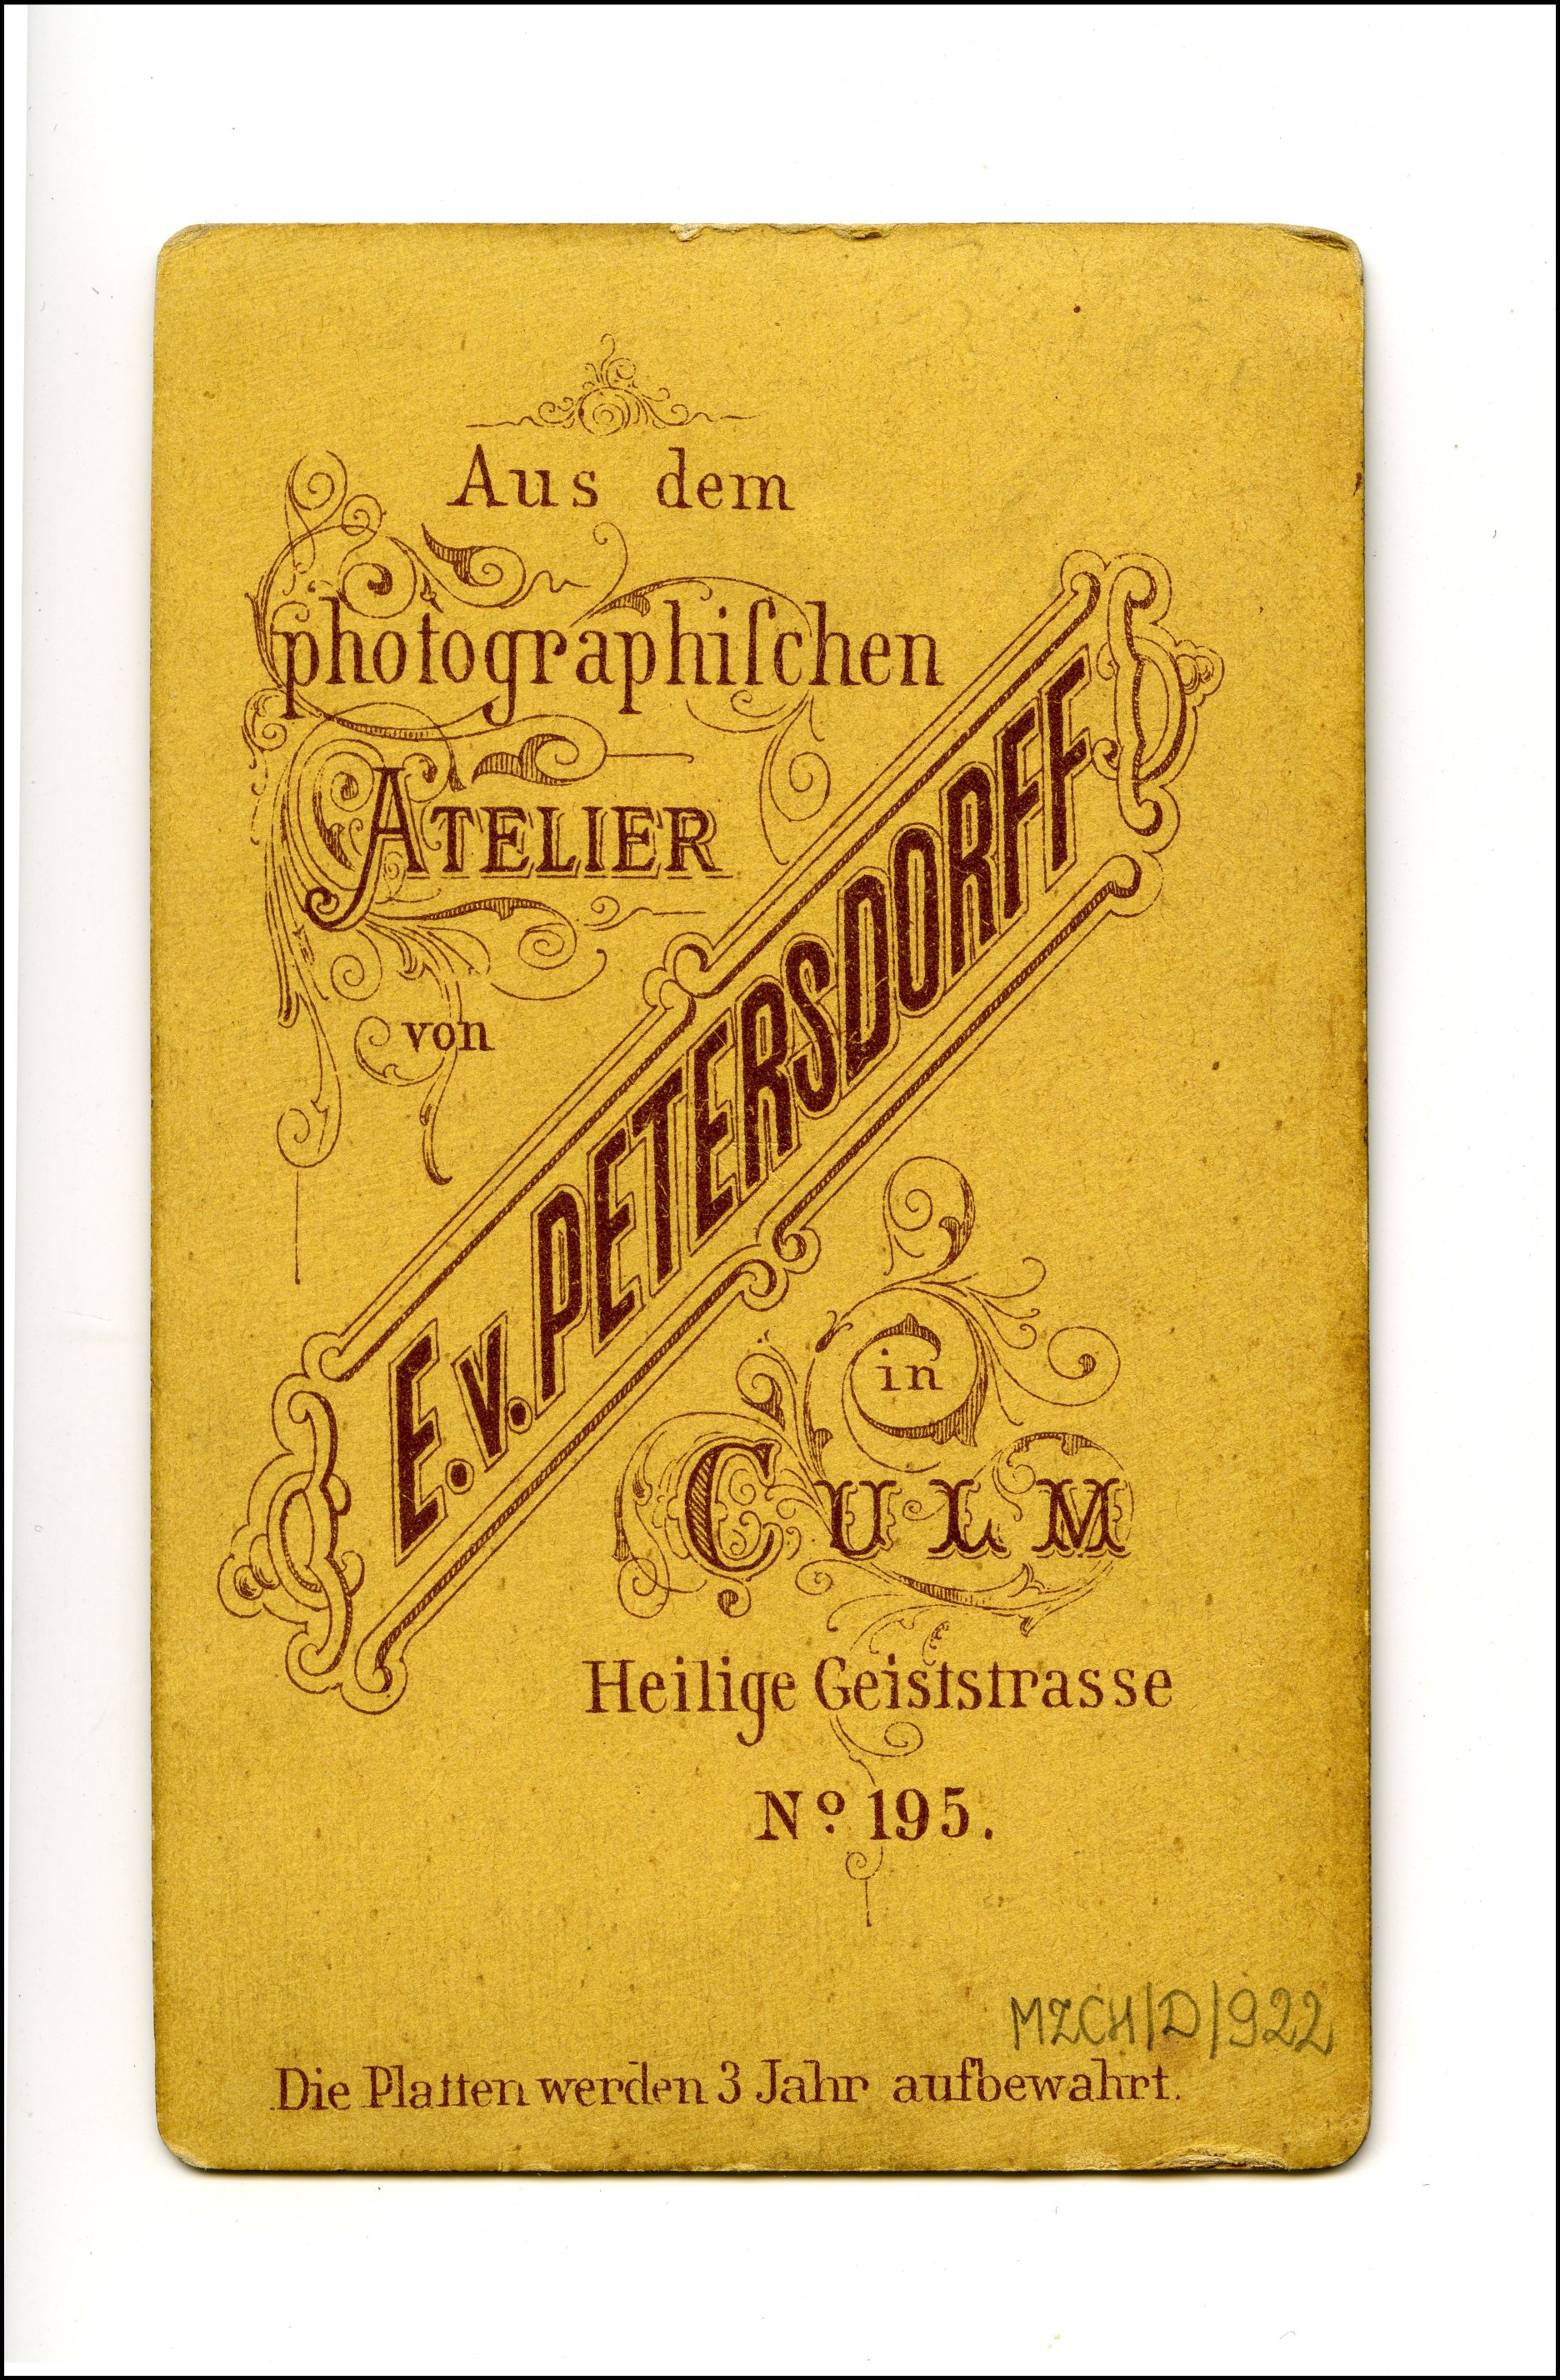 Aus dem
photographiſchen
ATELIER
von
E.v.PETERSDORFF
in
CULM
Heilige Geiststrasse
Nº 195.
MZCH/D/922
Die Platten werden 3 Jahr aufbewahrt.